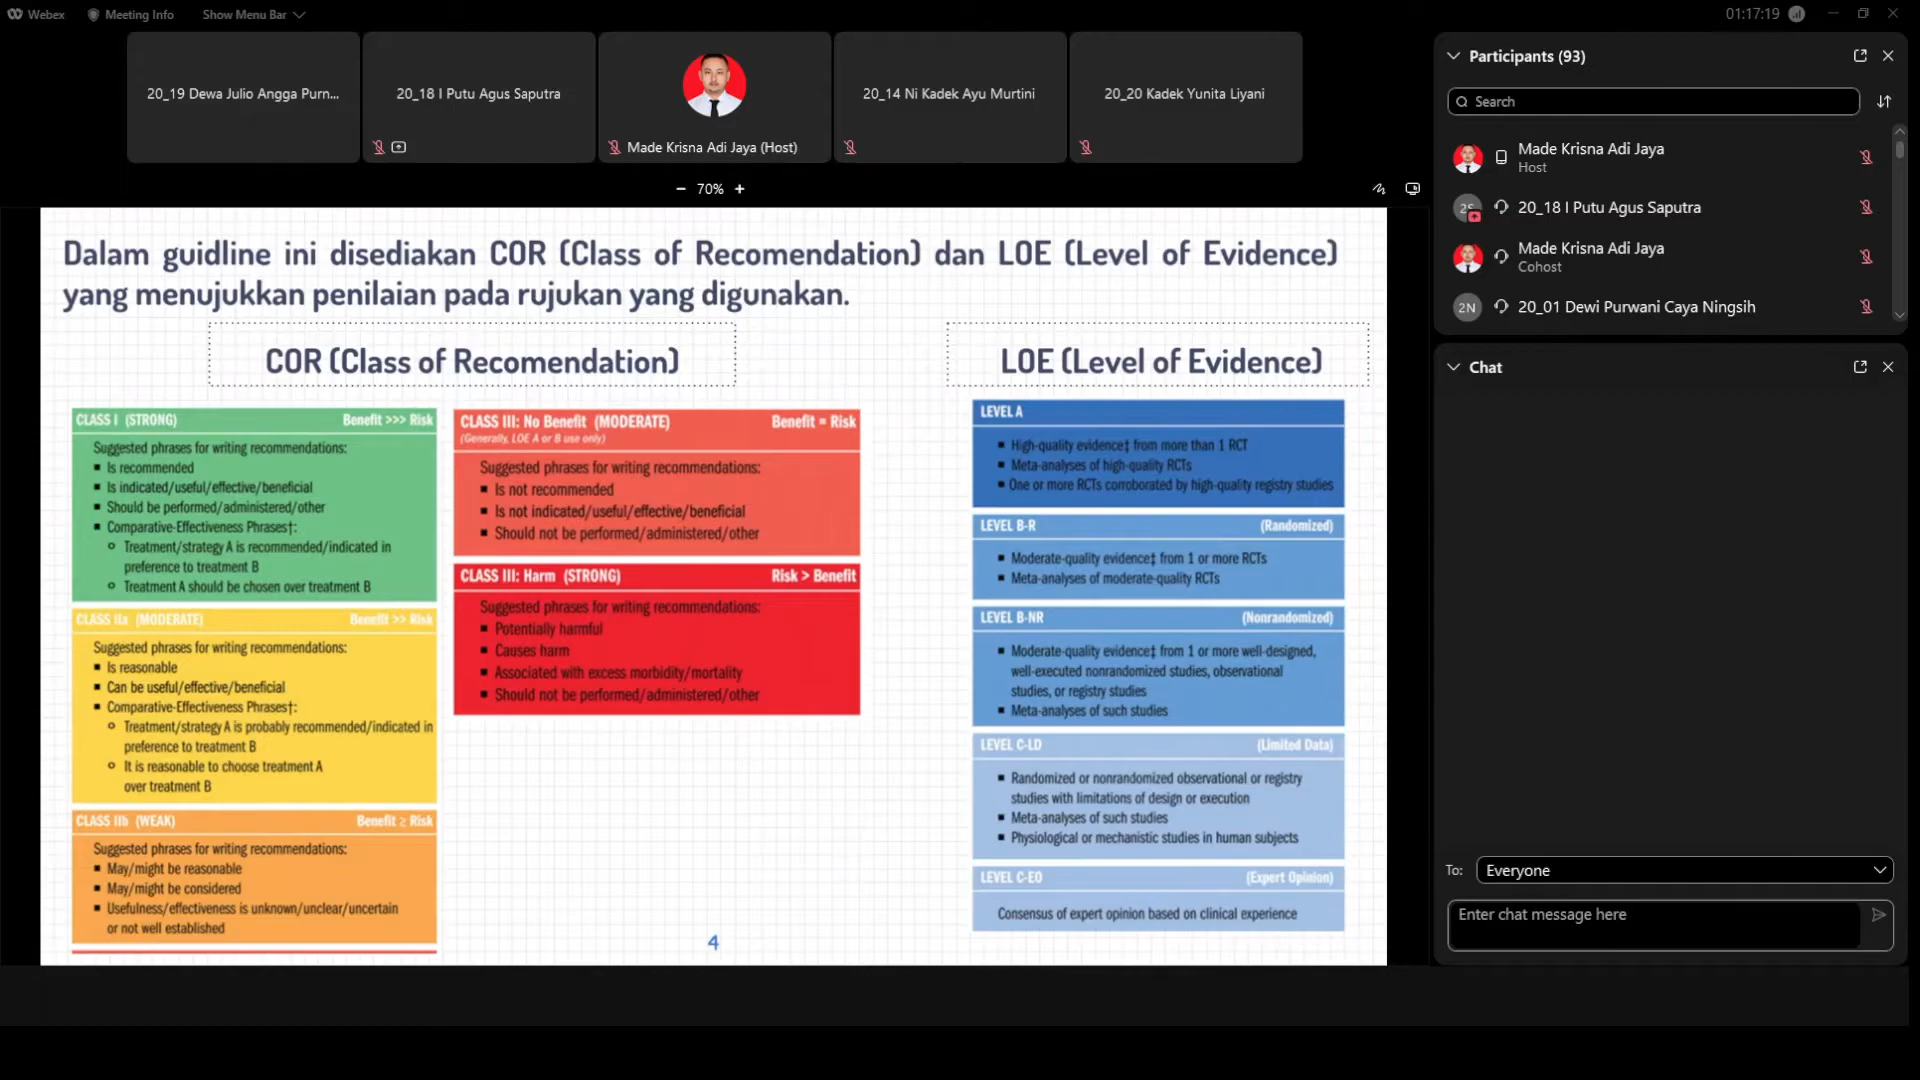 Webex
Meeting Info
Show Menu Bar
01:17:19
20_19 Dewa Julio Angga Purn...
20_18 I Putu Agus Saputra
Made Krisna Adi Jaya (Host)
20_14 Ni Kadek Ayu Murtini
20_20 Kadek Yunita Liyani
70%
Dalam guidline ini disediakan COR (Class of Recomendation) dan LOE (Level of Evidence)
yang menujukkan penilaian pada rujukan yang digunakan.
COR (Class of Recomendation)
CLASS I (STRONG) Benefit >>> Risk
Suggested phrases for writing recommendations:
▪ Is recommended
▪ Is indicated/useful/effective/beneficial
▪ Should be performed/administered/other
▪ Comparative-Effectiveness Phrases†:
○ Treatment/strategy A is recommended/indicated in
preference to treatment B
○ Treatment A should be chosen over treatment B
CLASS IIa (MODERATE) Benefit >> Risk
Suggested phrases for writing recommendations:
▪ Is reasonable
▪ Can be useful/effective/beneficial
▪ Comparative-Effectiveness Phrases†:
○ Treatment/strategy A is probably recommended/indicated in
preference to treatment B
○ It is reasonable to choose treatment A
over treatment B
CLASS IIb (WEAK) Benefit ≥ Risk
Suggested phrases for writing recommendations:
▪ May/might be reasonable
▪ May/might be considered
▪ Usefulness/effectiveness is unknown/unclear/uncertain
or not well established
CLASS III: No Benefit (MODERATE) Benefit = Risk
(Generally, LOE A or B use only)
Suggested phrases for writing recommendations:
▪ Is not recommended
▪ Is not indicated/useful/effective/beneficial
▪ Should not be performed/administered/other
CLASS III: Harm (STRONG) Risk > Benefit
Suggested phrases for writing recommendations:
▪ Potentially harmful
▪ Causes harm
▪ Associated with excess morbidity/mortality
▪ Should not be performed/administered/other
LOE (Level of Evidence)
LEVEL A
▪ High-quality evidence‡ from more than 1 RCT
▪ Meta-analyses of high-quality RCTs
▪ One or more RCTs corroborated by high-quality registry studies
LEVEL B-R (Randomized)
▪ Moderate-quality evidence‡ from 1 or more RCTs
▪ Meta-analyses of moderate-quality RCTs
LEVEL B-NR (Nonrandomized)
▪ Moderate-quality evidence‡ from 1 or more well-designed,
well-executed nonrandomized studies, observational
studies, or registry studies
▪ Meta-analyses of such studies
LEVEL C-LD (Limited Data)
▪ Randomized or nonrandomized observational or registry
studies with limitations of design or execution
▪ Meta-analyses of such studies
▪ Physiological or mechanistic studies in human subjects
LEVEL C-EO (Expert Opinion)
Consensus of expert opinion based on clinical experience
4
Participants (93)
Search
Made Krisna Adi Jaya
Host
2S
20_18 I Putu Agus Saputra
Made Krisna Adi Jaya
Cohost
2N
20_01 Dewi Purwani Caya Ningsih
Chat
To: Everyone
Enter chat message here